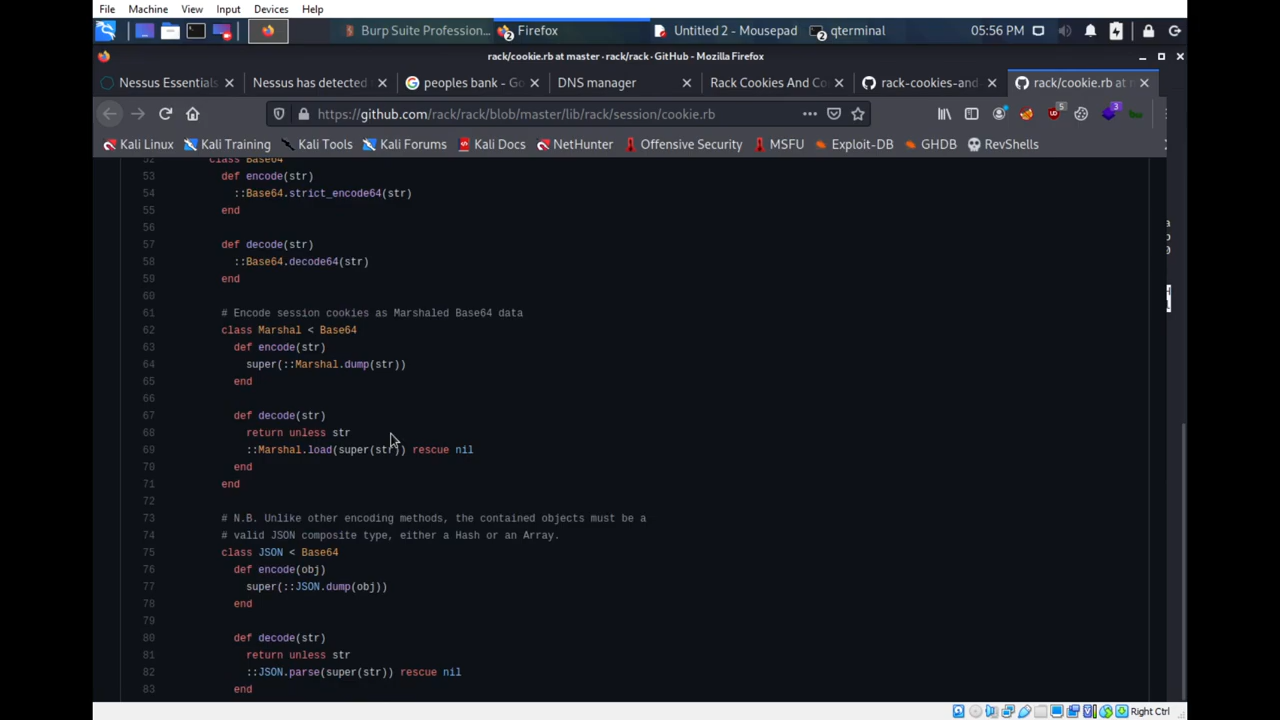 File Machine View Input Devices Help
Burp Suite Profession... Firefox Untitled 2 - Mousepad qterminal 05:56 PM
rack/cookie.rb at master · rack/rack · GitHub - Mozilla Firefox
Nessus Essentials Nessus has detected peoples bank - Go DNS manager Rack Cookies And Co rack-cookies-and rack/cookie.rb at m
https://github.com/rack/rack/blob/master/lib/rack/session/cookie.rb 5 3
Kali Linux Kali Training Kali Tools Kali Forums Kali Docs NetHunter Offensive Security MSFU Exploit-DB GHDB RevShells
52 class Base64
53 def encode(str)
54 ::Base64.strict_encode64(str)
55 end
56
57 def decode(str)
58 ::Base64.decode64(str)
59 end
60
61 # Encode session cookies as Marshaled Base64 data
62 class Marshal < Base64
63 def encode(str)
64 super(::Marshal.dump(str))
65 end
66
67 def decode(str)
68 return unless str
69 ::Marshal.load(super(str)) rescue nil
70 end
71 end
72
73 # N.B. Unlike other encoding methods, the contained objects must be a
74 # valid JSON composite type, either a Hash or an Array.
75 class JSON < Base64
76 def encode(obj)
77 super(::JSON.dump(obj))
78 end
79
80 def decode(str)
81 return unless str
82 ::JSON.parse(super(str)) rescue nil
83 end
Right Ctrl